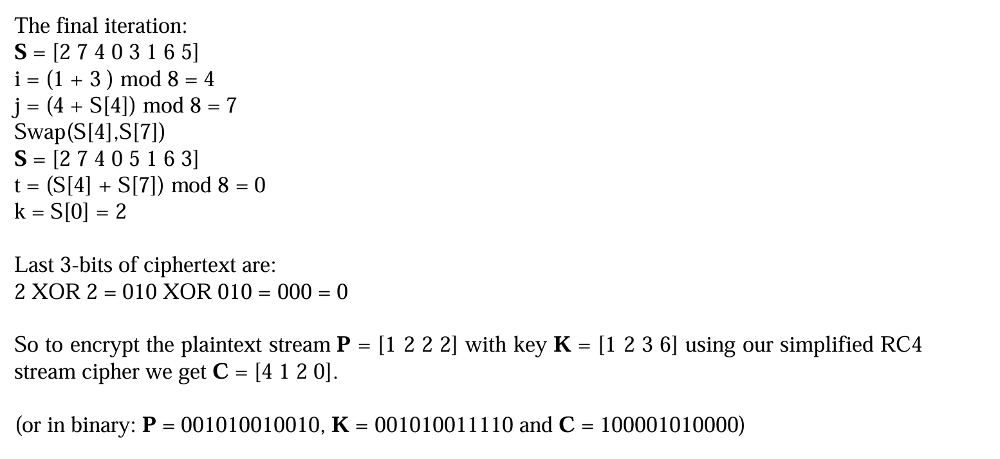 The final iteration:
S = [2 7 4 0 3 1 6 5]
i = (1 + 3 ) mod 8 = 4
j = (4 + S[4]) mod 8 = 7
Swap(S[4],S[7])
S = [2 7 4 0 5 1 6 3]
t = (S[4] + S[7]) mod 8 = 0
k = S[0] = 2
Last 3-bits of ciphertext are:
2 XOR 2 = 010 XOR 010 = 000 = 0
So to encrypt the plaintext stream P = [1 2 2 2] with key K = [1 2 3 6] using our simplified RC4
stream cipher we get C = [4 1 2 0].
(or in binary: P = 001010010010, K = 001010011110 and C = 100001010000)